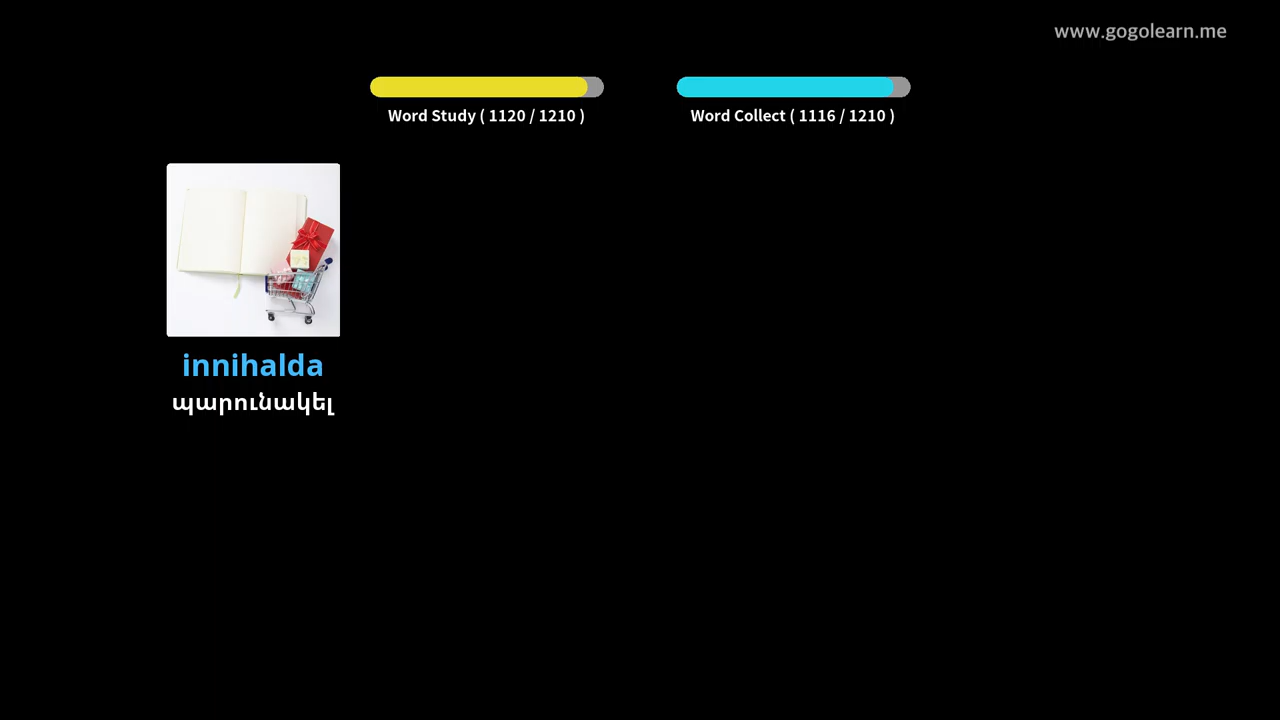 www.gogolearn.me
Word Study ( 1120 / 1210 )
Word Collect ( 1116 / 1210 )
innihalda
պարունակել